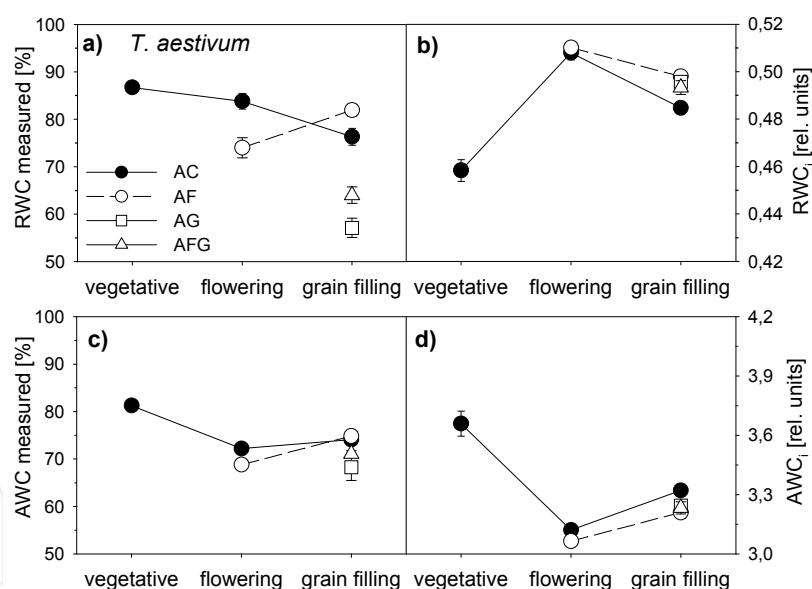 a) T. aestivum
100
90
80
70
60
50
RWC measured [%]
AC
AF
AG
AFG
vegetative flowering grain filling
b)
0,52
0,50
0,48
0,46
0,44
0,42
RWCi [rel. units]
vegetative flowering grain filling
c)
100
90
80
70
60
50
AWC measured [%]
vegetative flowering grain filling
d)
4,2
3,9
3,6
3,3
3,0
AWCi [rel. units]
vegetative flowering grain filling